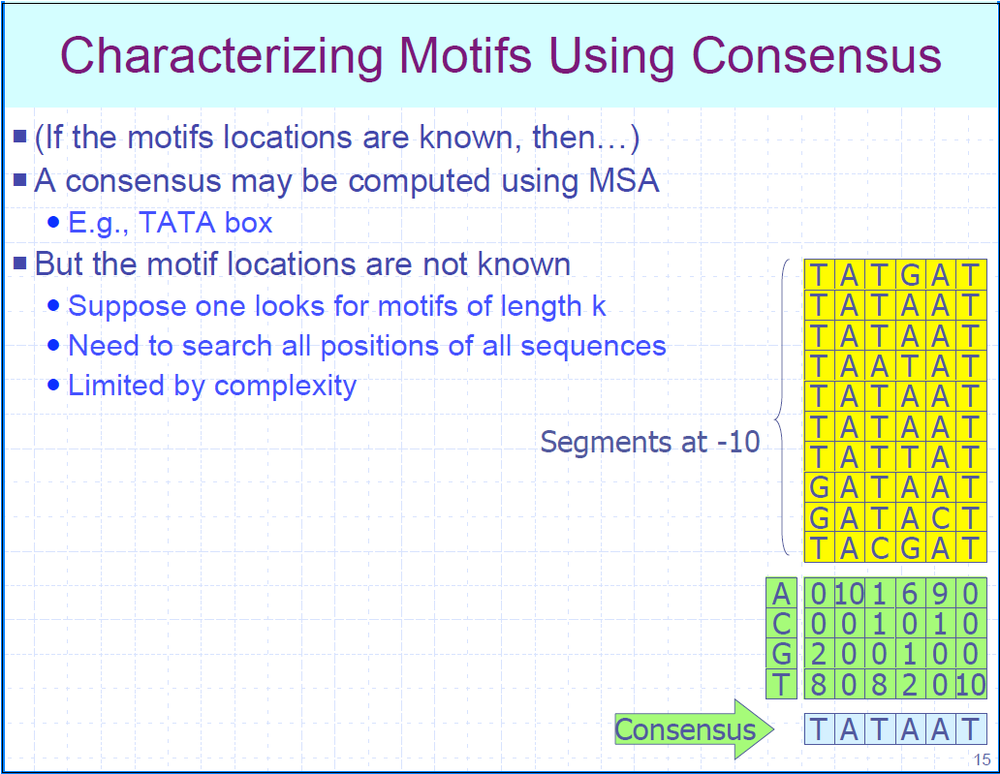 Characterizing Motifs Using Consensus
(If the motifs locations are known, then…)
A consensus may be computed using MSA
E.g., TATA box
But the motif locations are not known
Suppose one looks for motifs of length k
Need to search all positions of all sequences
Limited by complexity
Segments at -10
T A T G A T
T A T A A T
T A T A A T
T A A T A T
T A T A A T
T A T A A T
T A T T A T
G A T A A T
G A T A C T
T A C G A T
A 0 10 1 6 9 0
C 0 0 1 0 1 0
G 2 0 0 1 0 0
T 8 0 8 2 0 10
Consensus T A T A A T
15